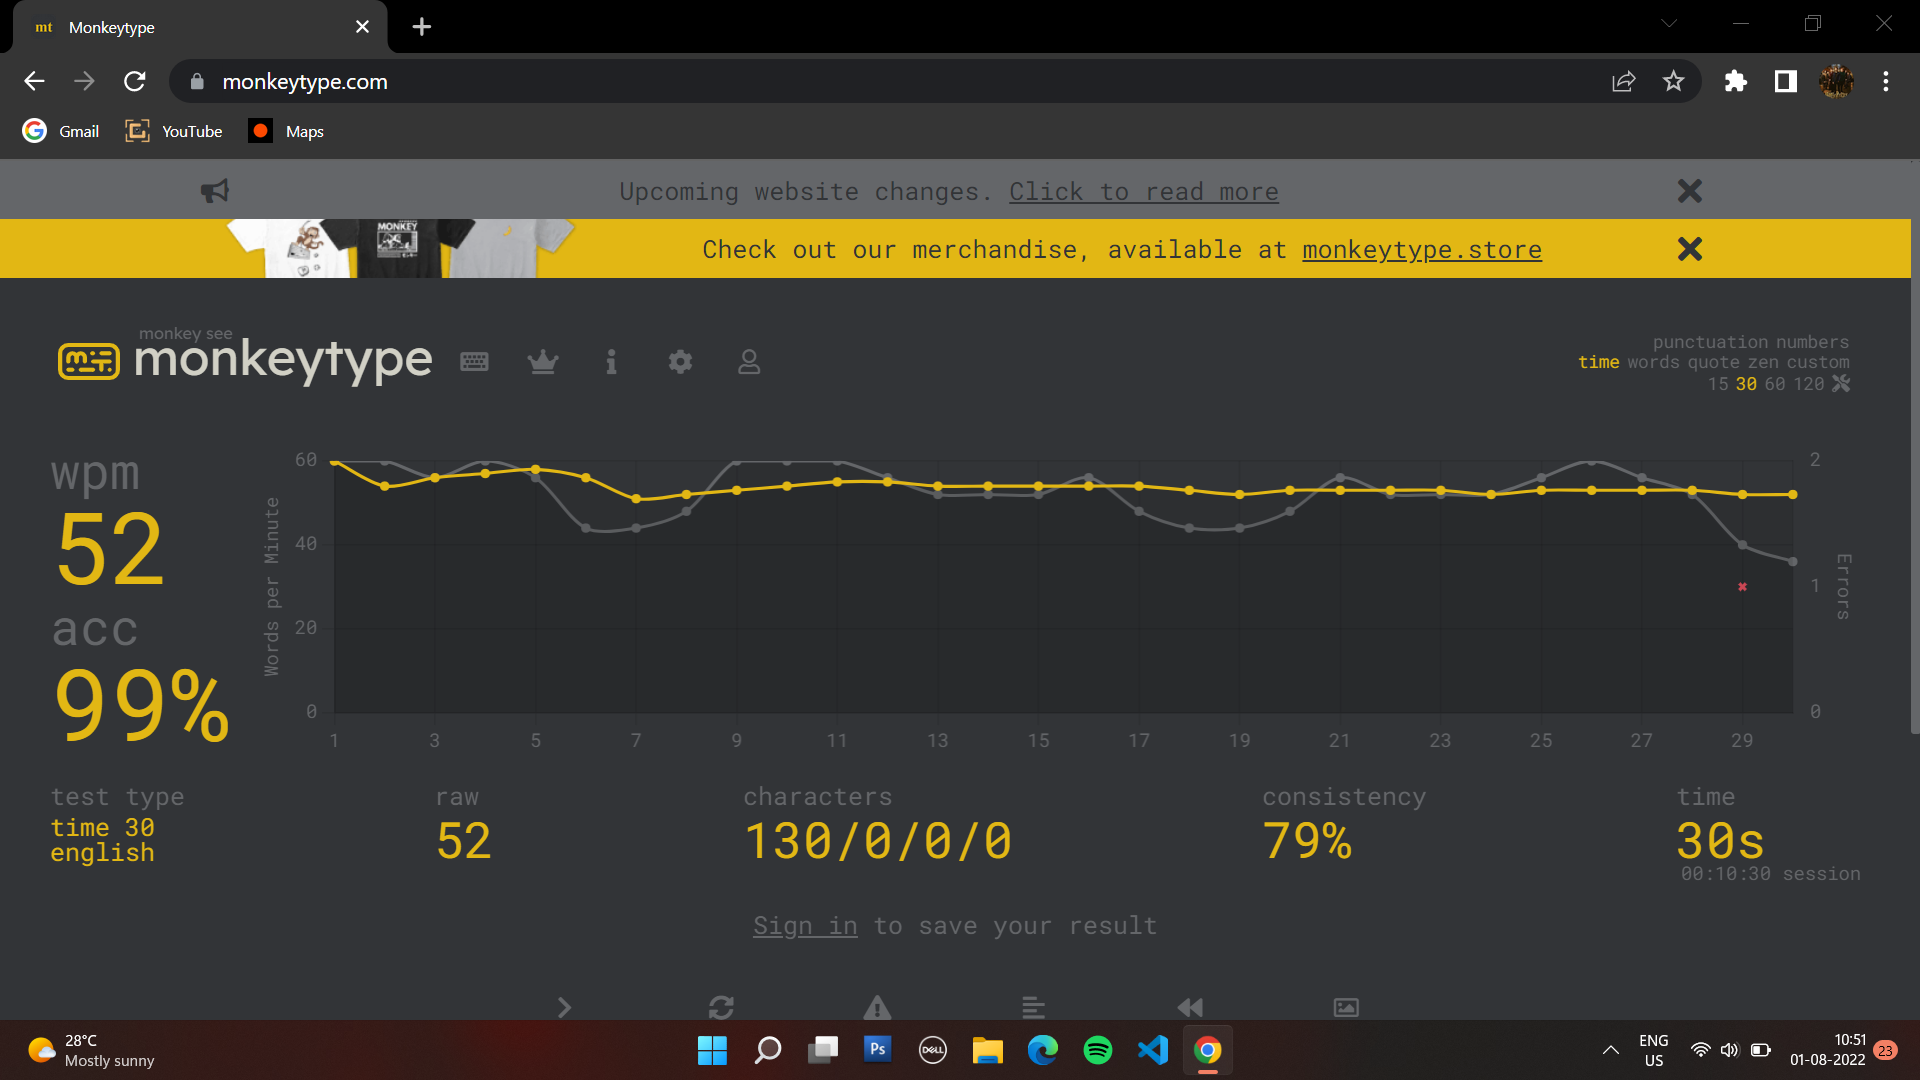 mt Monkeytype
monkeytype.com
Gmail YouTube Maps
Upcoming website changes. Click to read more
MONKEY
Check out our merchandise, available at monkeytype.store
monkey see
monkeytype
punctuation numbers
time words quote zen custom
15 30 60 120
wpm
52
acc
99%
Words per Minute
60
40
20
0
1 3 5 7 9 11 13 15 17 19 21 23 25 27 29
2
1
0
Errors
test type
time 30
english
raw
52
characters
130/0/0/0
consistency
79%
time
30s
00:10:30 session
Sign in to save your result
28°C
Mostly sunny
Ps
DELL
ENG
US
10:51
01-08-2022
23